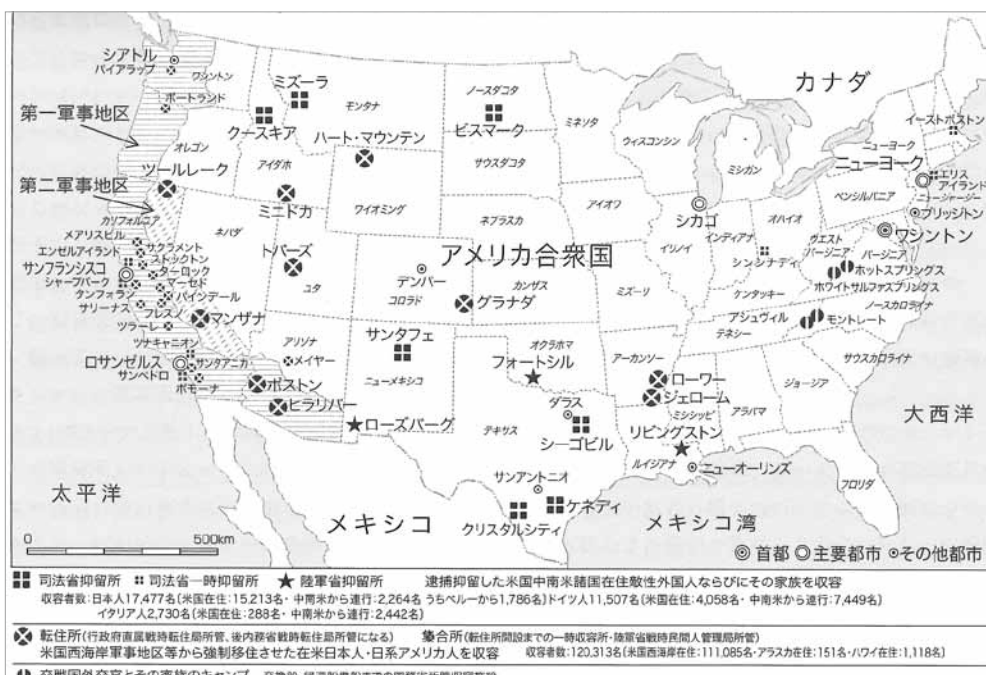 シアトル
パイアラップ
ワシントン
ミズーラ
モンタナ
ノースダコタ
ミネソタ
カナダ
ポートランド
第一軍事地区
クースキア
ハート・マウンテン
ビスマーク
ウィスコンシン
イーストボストン
オレゴン
ツールレーク
アイダホ
サウスダコタ
ミシガン
ニューヨーク
ニューヨーク
エリス
アイランド
第二軍事地区
ミニドカ
ワイオミング
アイオワ
シカゴ
ペンシルバニア
ニュージャージー
ブリッジトン
カリフォルニア
ネバダ
ネブラスカ
オハイオ
ワシントン
メアリスビル
サクラメント
エンゼルアイランド
ストックトン
トパーズ
アメリカ合衆国
イリノイ
インディアナ
シンシナティ
ウエスト
バージニア
バージニア
サンフランシスコ
ターロック
デンバー
ホットスプリングス
シャープパーク
マーセド
ユタ
コロラド
カンザス
ミズーリ
ケンタッキー
ホワイトサルファスプリングス
タンフォラン
パインデール
グラナダ
ノースカロライナ
サリーナス
フレスノ
マンザナ
アシュヴィル
モントレート
ツラーレ
サンタフェ
オクラホマ
テネシー
ツナキャニオン
アリゾナ
フォートシル
アーカンソー
サウスカロライナ
ロサンゼルス
サンタアニタ
メイヤー
ローワー
サンペドロ
ポモーナ
ポストン
ニューメキシコ
ダラス
ジェローム
ジョージア
ヒラリバー
ミシシッピ
アラバマ
大西洋
ローズバーグ
テキサス
シーゴビル
リビングストン
ルイジアナ
ニューオーリンズ
サンアントニオ
フロリダ
太平洋
メキシコ
クリスタルシティ
ケネディ
メキシコ湾
0 500km
首都 主要都市 その他都市
司法省抑留所 司法省一時抑留所 陸軍省抑留所 逮捕抑留した米国中南米諸国在住敵性外国人ならびにその家族を収容
収容者数:日本人17,477名(米国在住:15,213名・中南米から連行:2,264名 うちペルーから1,786名)ドイツ人11,507名(米国在住:4,058名・中南米から連行:7,449名)
イタリア人2,730名(米国在住:288名・中南米から連行:2,442名)
転住所(行政府直属戦時転住局所管、後内務省戦時転住局所管になる) 集合所(転住所開設までの一時収容所・陸軍省戦時民間人管理局所管)
米国西海岸軍事地区等から強制移住させた在米日本人・日系アメリカ人を収容 収容者数:120,313名(米国西海岸在住:111,085名・アラスカ在住:151名・ハワイ在住:1,118名)
交戦国外交官とその家族のキャンプ